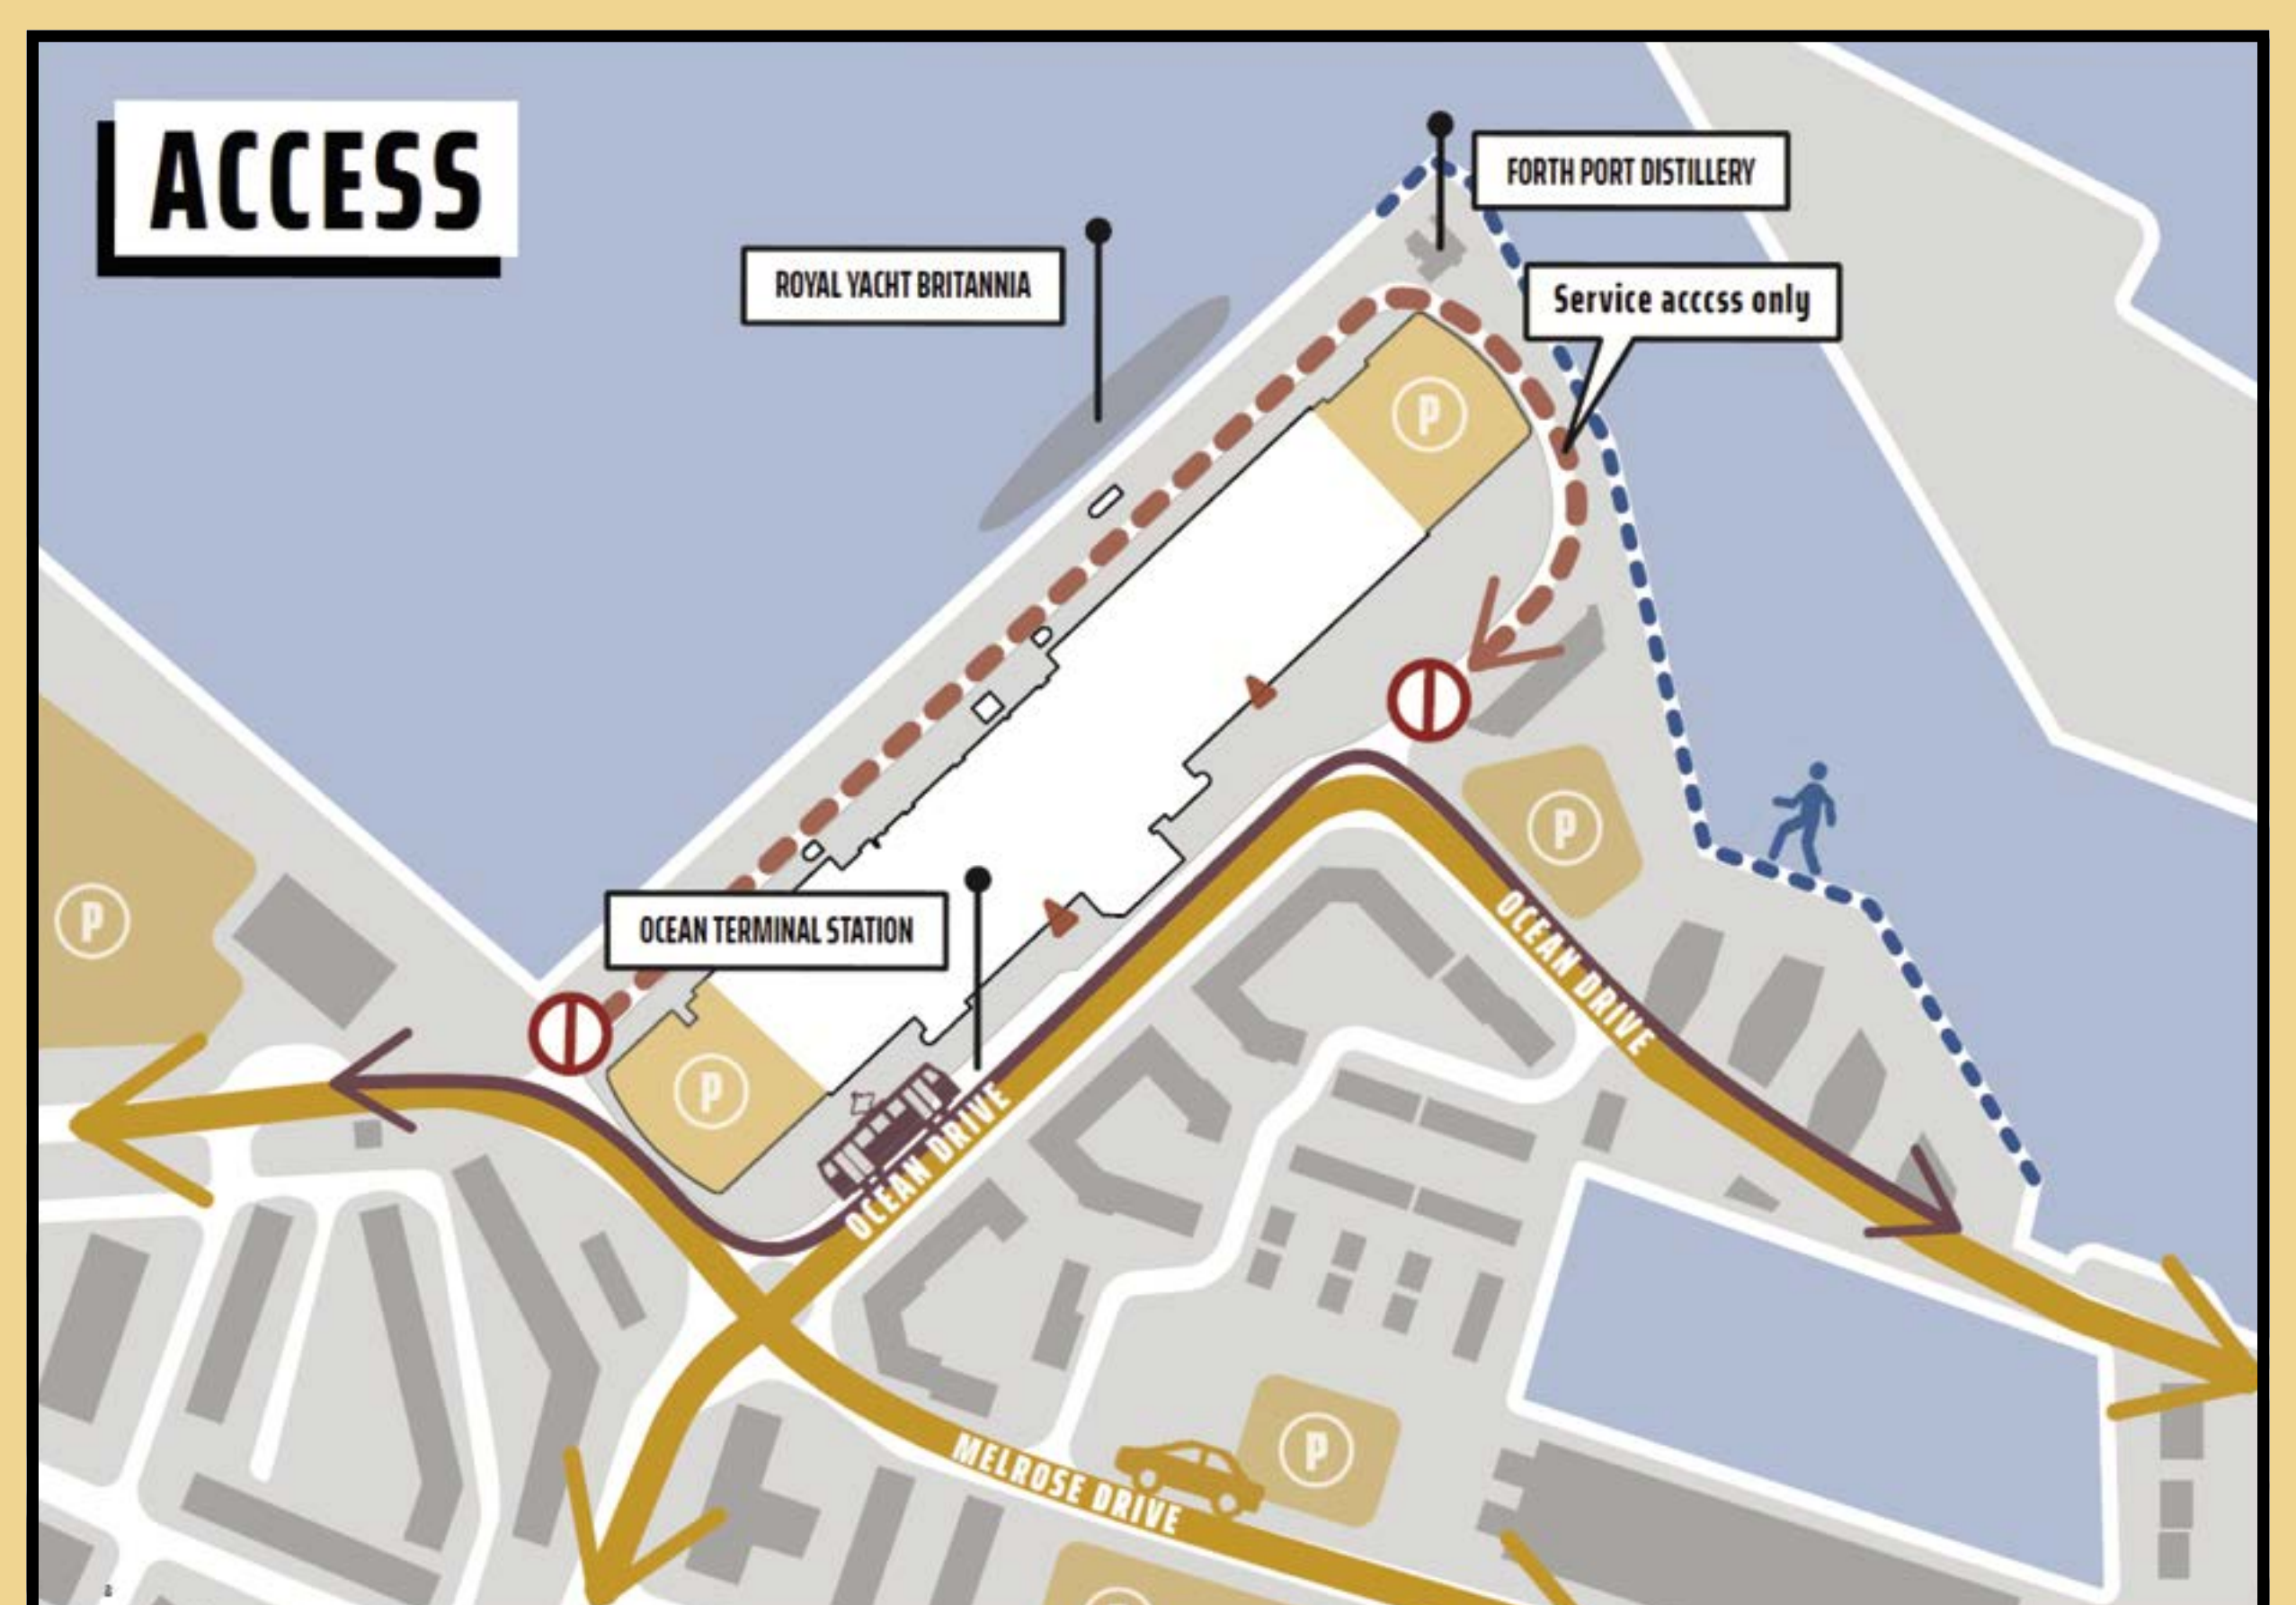 ACCESS
FORTH PORT DISTILLERY
ROYAL YACHT BRITANNIA
Service acccss only
P
P
OCEAN DRIVE
P
OCEAN TERMINAL STATION
P
OCEAN DRIVE
P
MELROSE DRIVE
8